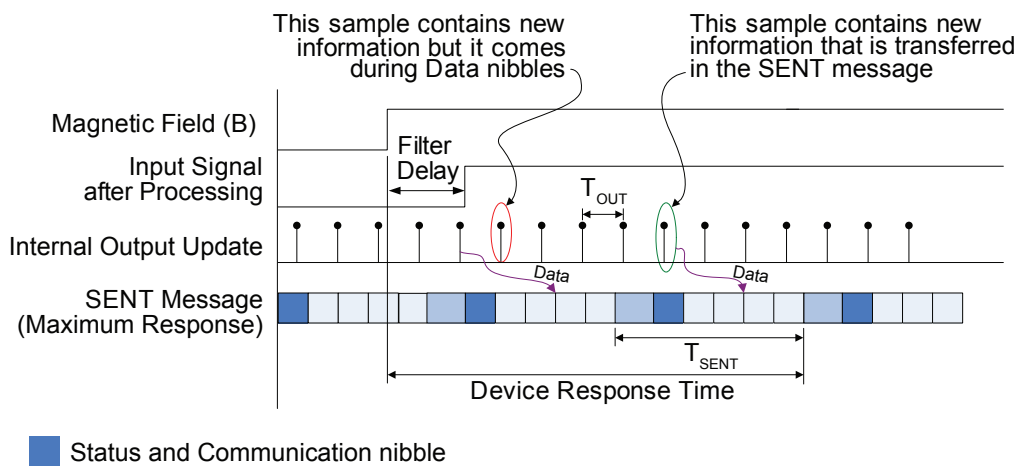 This sample contains new
information but it comes
during Data nibbles
This sample contains new
information that is transferred
in the SENT message
Magnetic Field (B)
Filter
Delay
Input Signal
after Processing
TOUT
Internal Output Update
Data
Data
SENT Message
(Maximum Response)
TSENT
Device Response Time
Status and Communication nibble